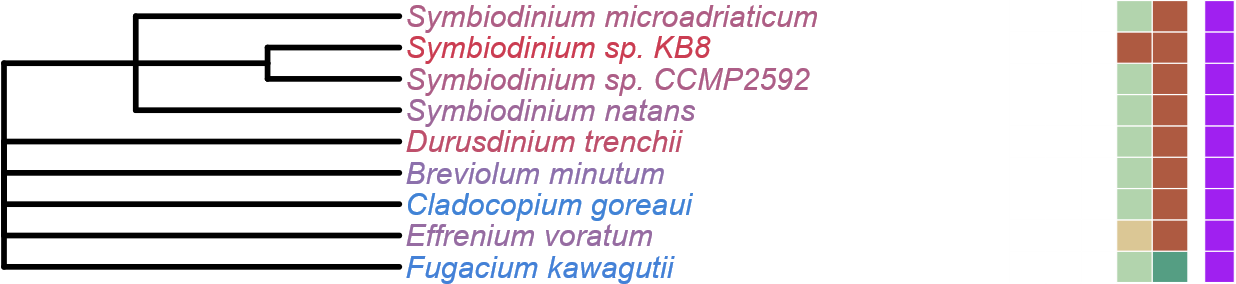 Symbiodinium microadriaticum
Symbiodinium sp. KB8
Symbiodinium sp. CCMP2592
Symbiodinium natans
Durusdinium trenchii
Breviolum minutum
Cladocopium goreaui
Effrenium voratum
Fugacium kawagutii